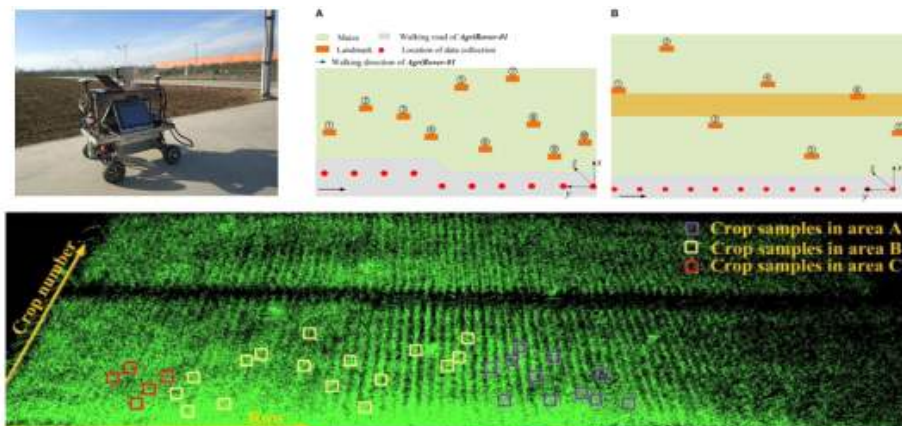 A
B
Maize
Walking road of AgriRover-01
Landmark
Location of data collection
Walking direction of AgriRover-01
Crop number
Crop samples in area A
Crop samples in area B
Crop samples in area C
Row